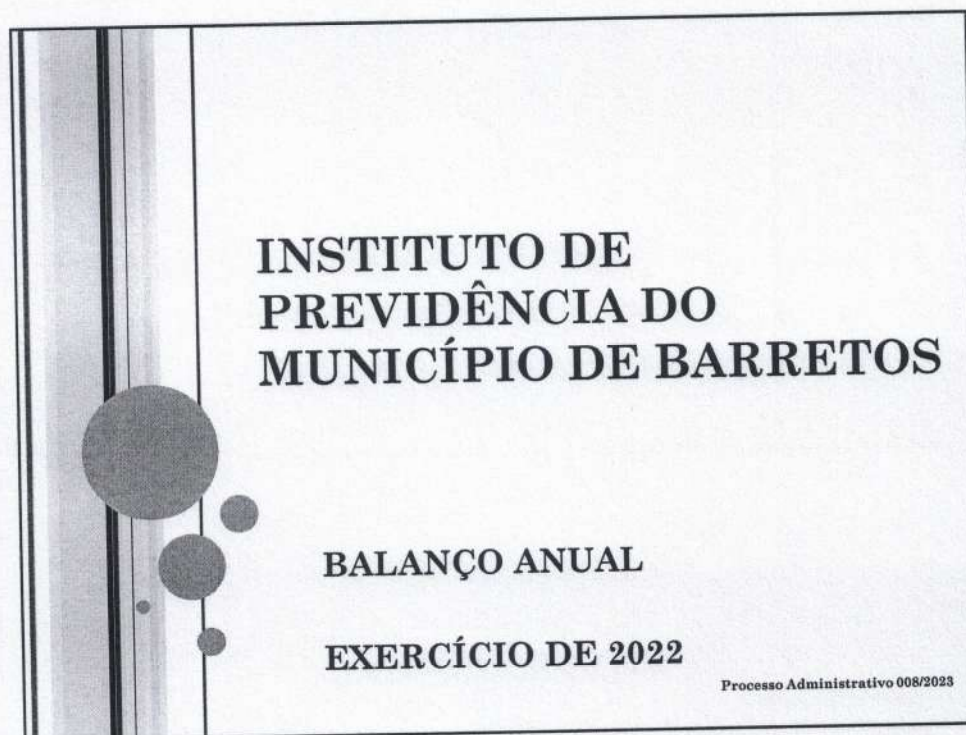 INSTITUTO DE
PREVIDÊNCIA DO
MUNICÍPIO DE BARRETOS
BALANÇO ANUAL
EXERCÍCIO DE 2022
Processo Administrativo 008/2023